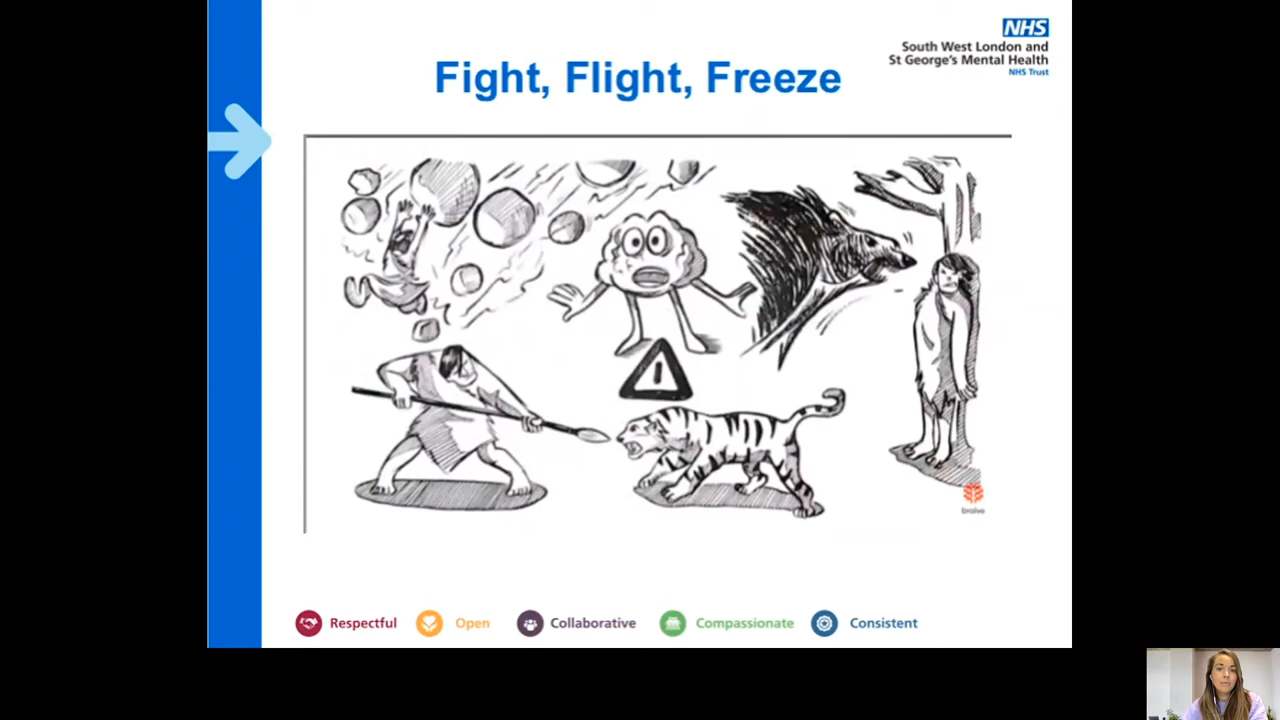 NHS
South West London and
St George's Mental Health
NHS Trust
Fight, Flight, Freeze
braive
Respectful
Open
Collaborative
Compassionate
Consistent